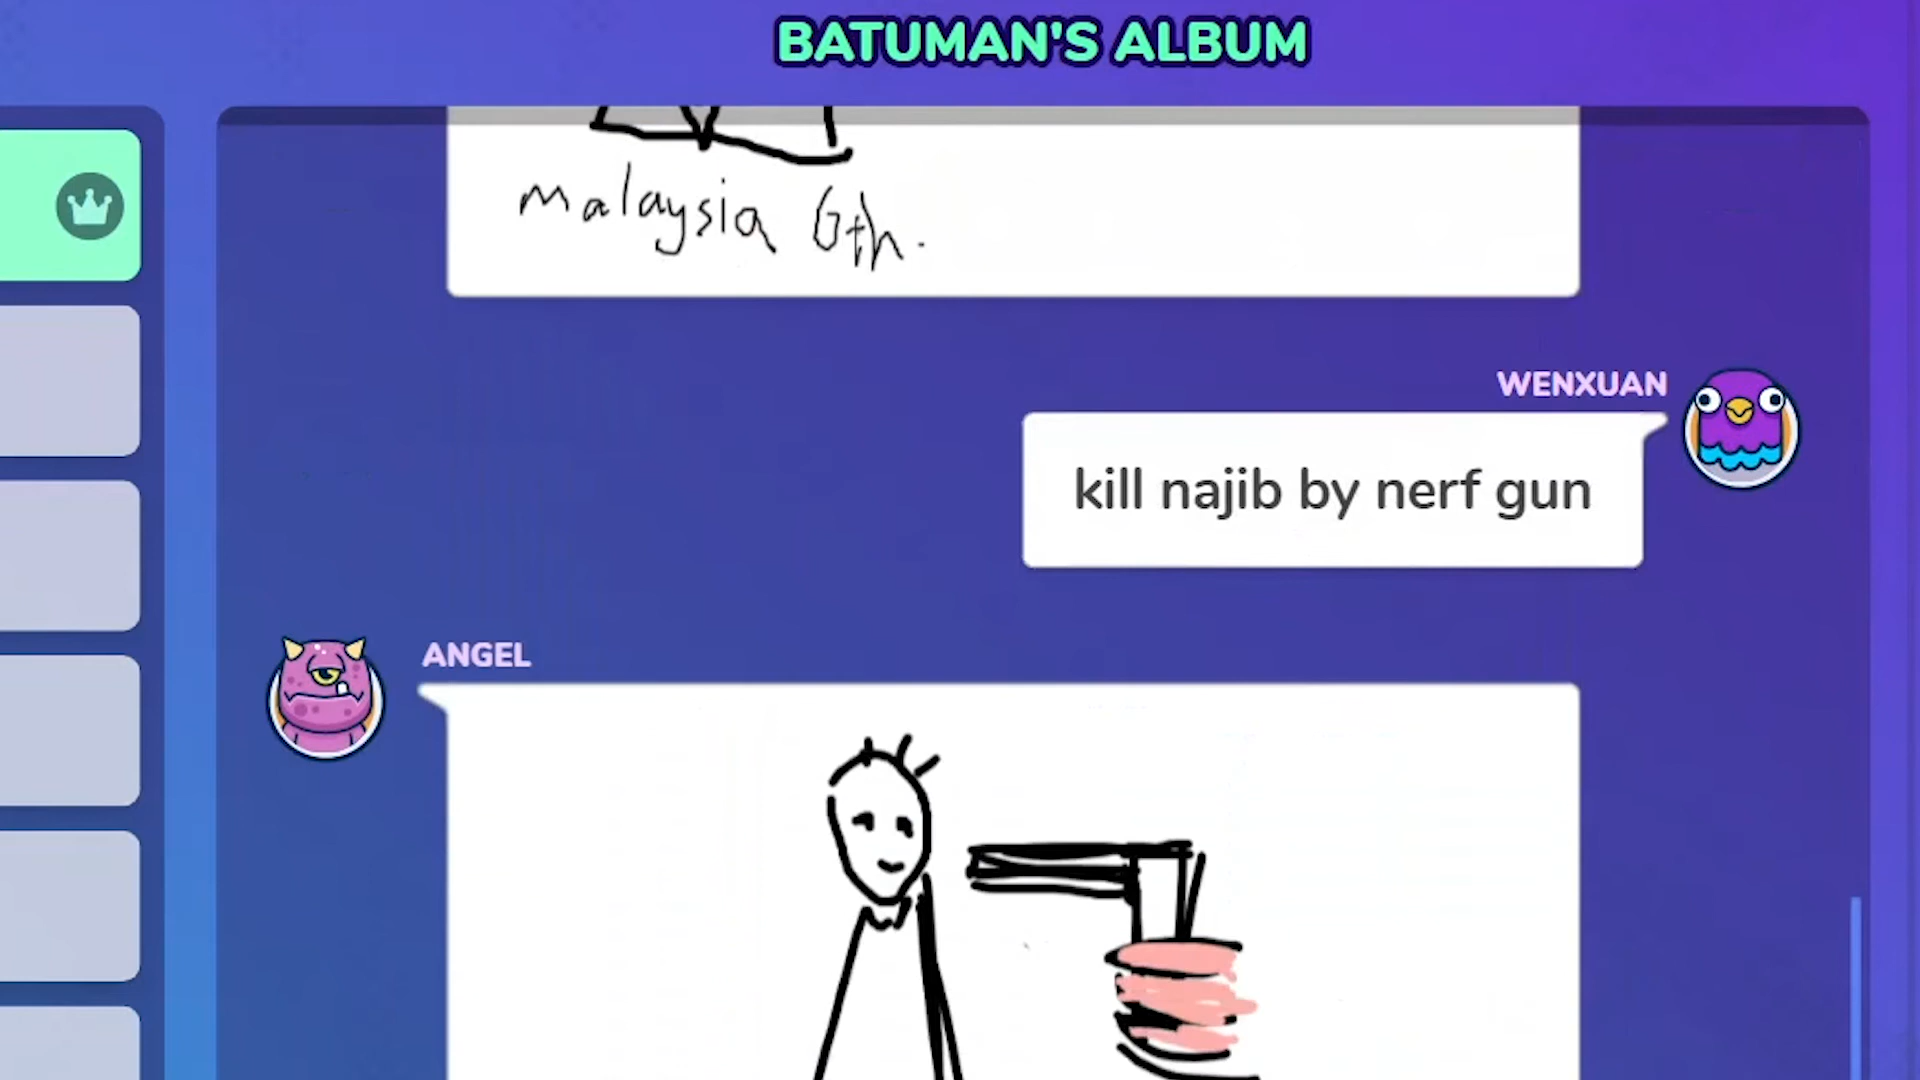 BATUMAN'S ALBUM
malaysia 6th.
WENXUAN
kill najib by nerf gun
ANGEL